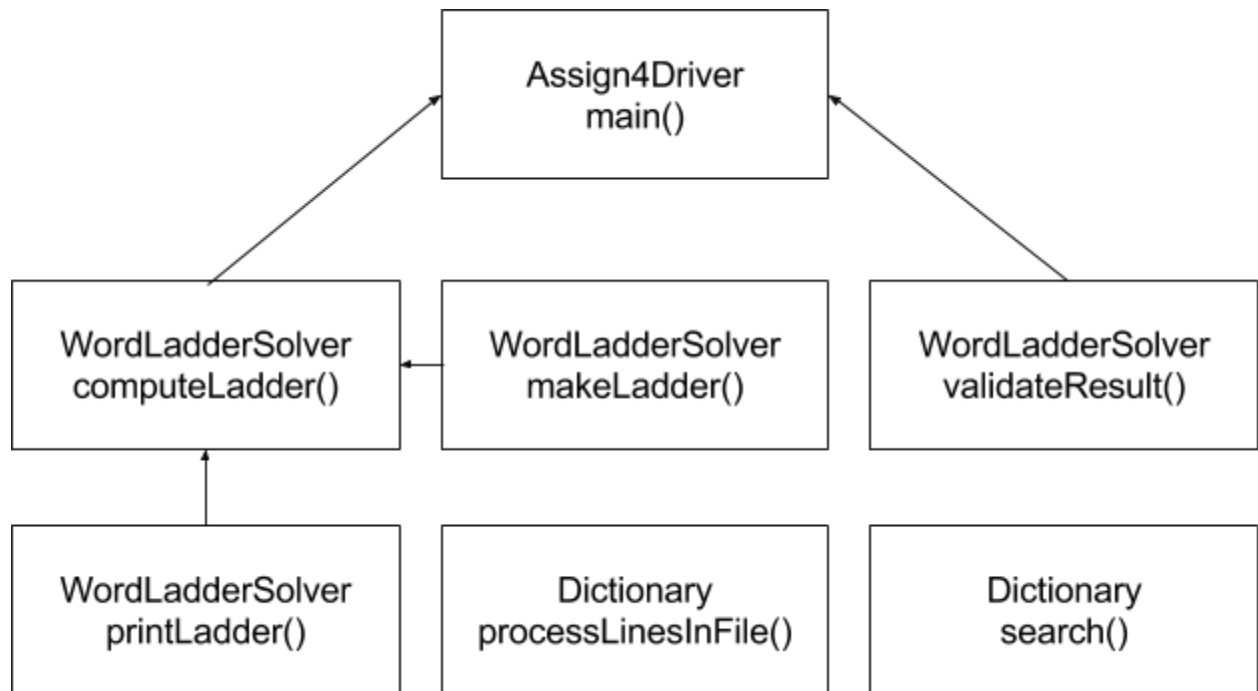 Assign4Driver
main()
WordLadderSolver
computeLadder()
WordLadderSolver
makeLadder()
WordLadderSolver
validateResult()
WordLadderSolver
printLadder()
Dictionary
processLinesInFile()
Dictionary
search()